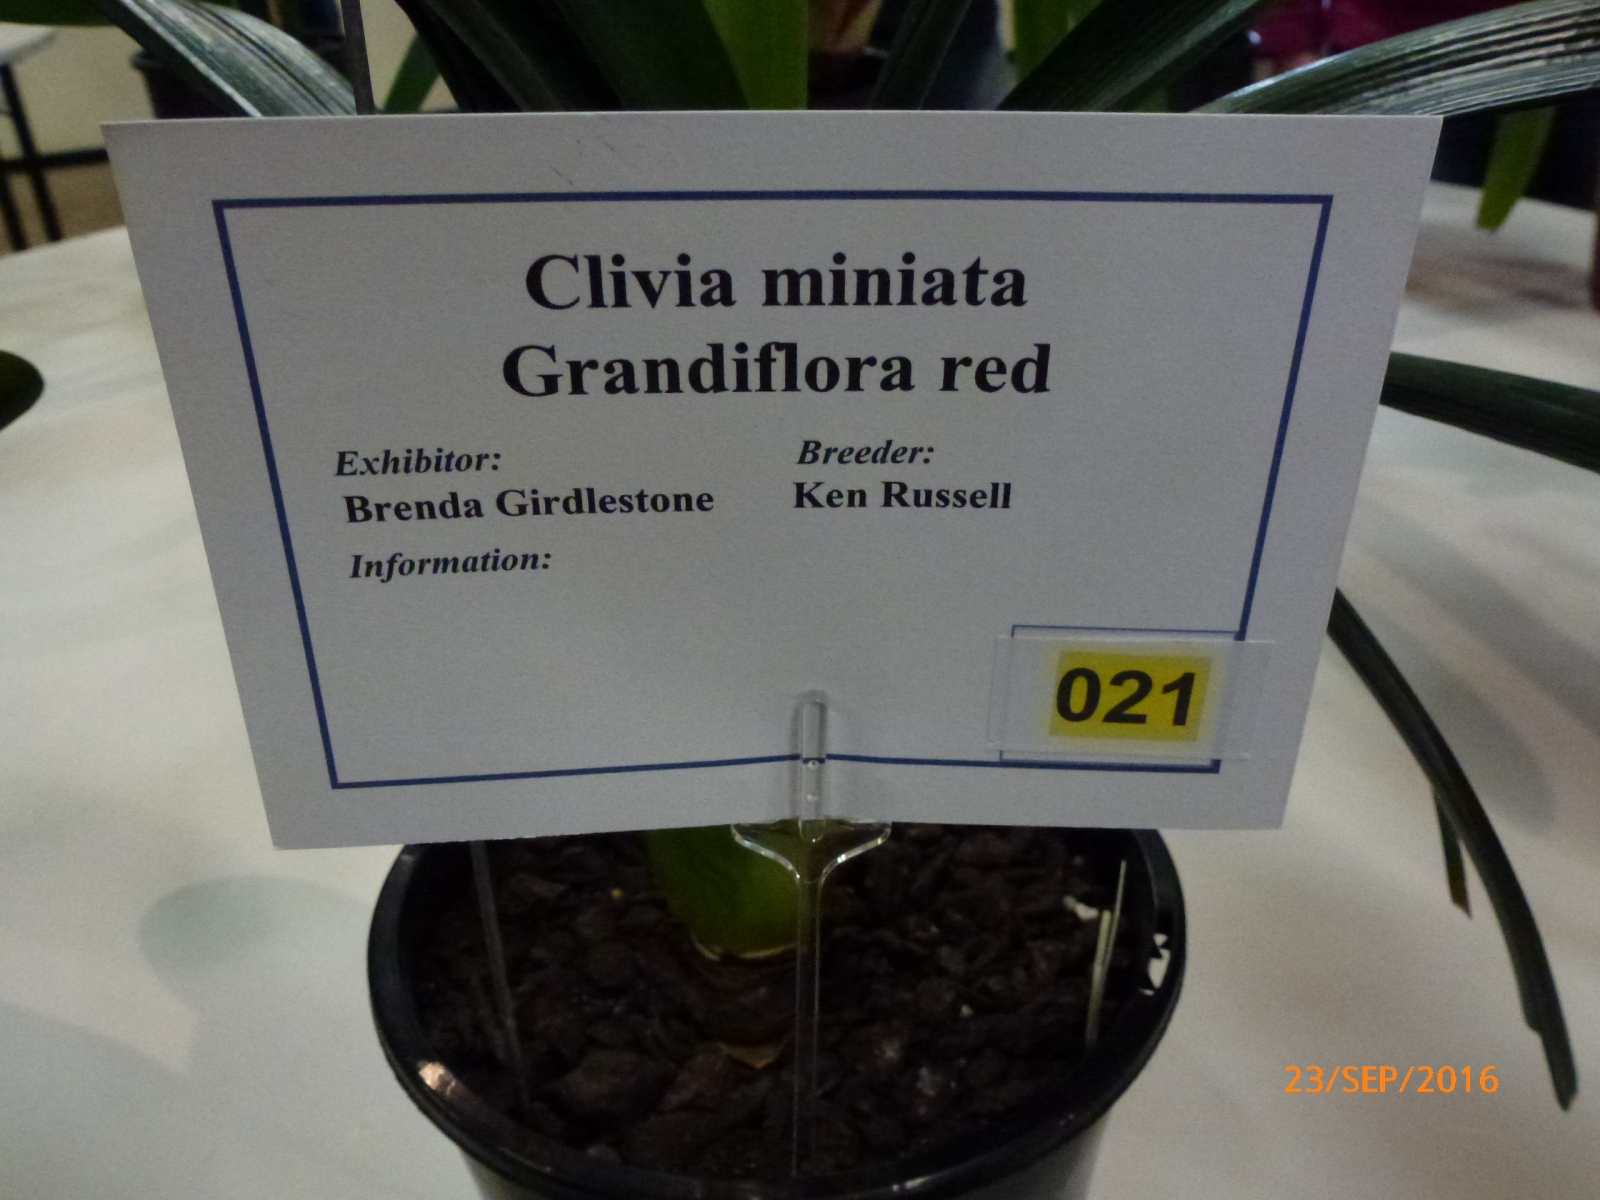 Clivia miniata
Grandiflora red
Exhibitor: Breeder:
Brenda Girdlestone Ken Russell
Information:
021
23/SEP/2016